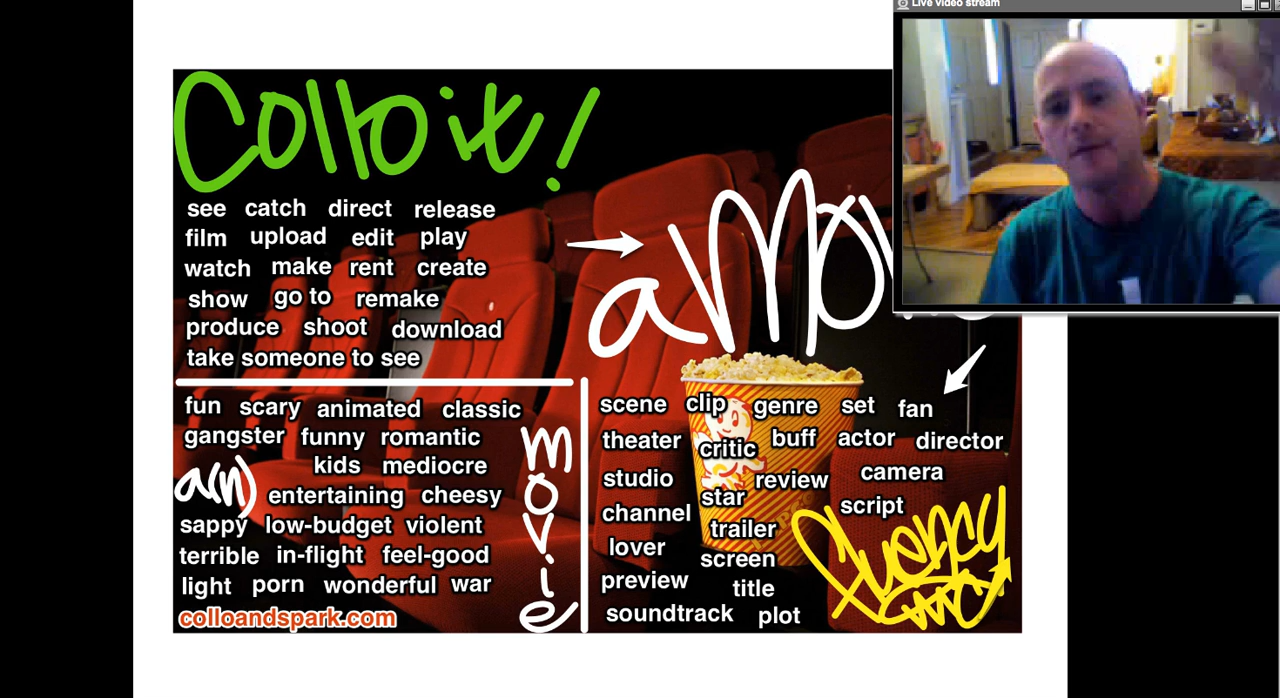 Live video stream
Collo it!
see catch direct release
film upload edit play
watch make rent create
show go to remake
produce shoot download
take someone to see
a
fun scary animated classic
gangster funny romantic
kids mediocre
a(n) entertaining cheesy
sappy low-budget violent
terrible in-flight feel-good
light porn wonderful war
movie
colloandspark.com
scene clip genre set fan
theater critic buff actor director
studio star review camera
channel trailer script
lover screen
preview title
soundtrack plot
fluency